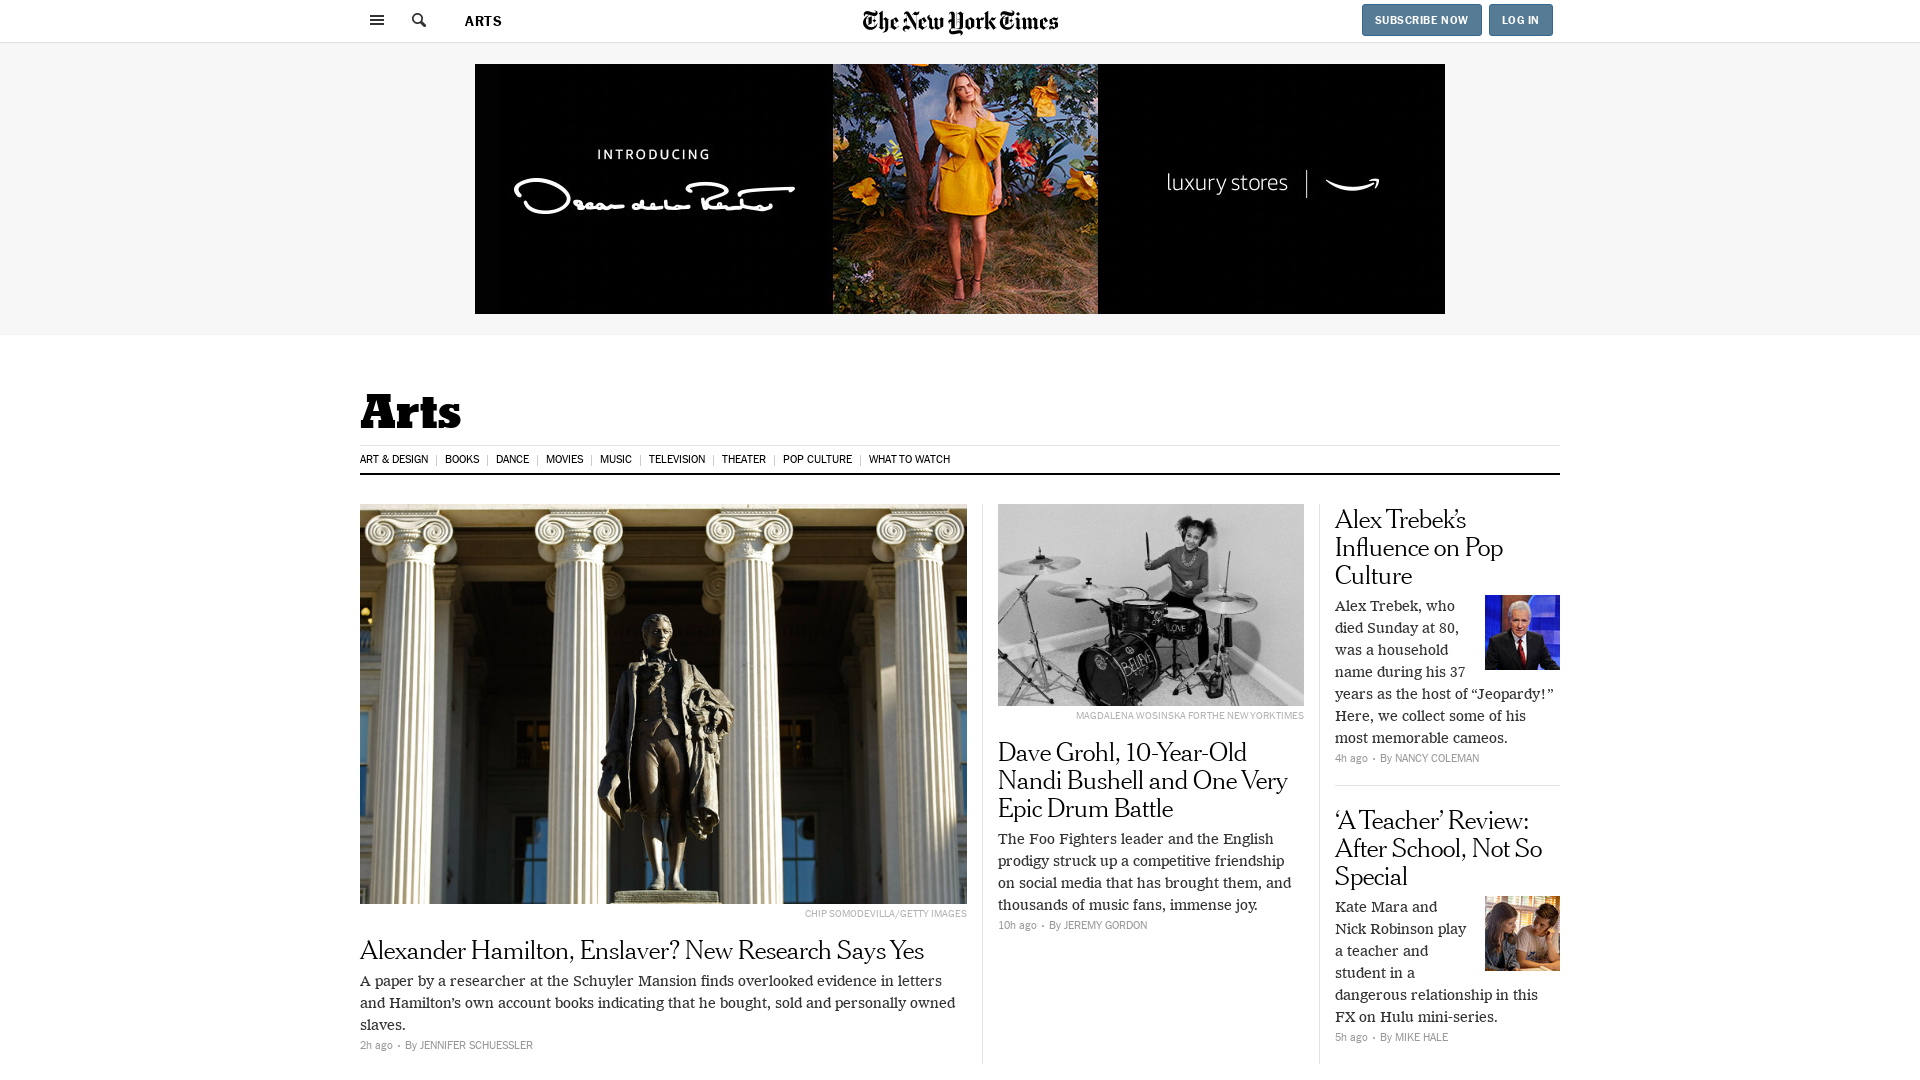 ARTS
The New York Times
SUBSCRIBE NOW
LOG IN
INTRODUCING
Oscar de la Renta
luxury stores
Arts
ART & DESIGN
BOOKS
DANCE
MOVIES
MUSIC
TELEVISION
THEATER
POP CULTURE
WHAT TO WATCH
CHIP SOMODEVILLA/GETTY IMAGES
Alexander Hamilton, Enslaver? New Research Says Yes
A paper by a researcher at the Schuyler Mansion finds overlooked evidence in letters
and Hamilton’s own account books indicating that he bought, sold and personally owned
slaves.
2h ago • By JENNIFER SCHUESSLER
LOVE
BELIEVE
MAGDALENA WOSINSKA FOR THE NEW YORK TIMES
Dave Grohl, 10-Year-Old
Nandi Bushell and One Very
Epic Drum Battle
The Foo Fighters leader and the English
prodigy struck up a competitive friendship
on social media that has brought them, and
thousands of music fans, immense joy.
10h ago • By JEREMY GORDON
Alex Trebek’s
Influence on Pop
Culture
Alex Trebek, who
died Sunday at 80,
was a household
name during his 37
years as the host of “Jeopardy!”
Here, we collect some of his
most memorable cameos.
4h ago • By NANCY COLEMAN
‘A Teacher’ Review:
After School, Not So
Special
Kate Mara and
Nick Robinson play
a teacher and
student in a
dangerous relationship in this
FX on Hulu mini-series.
5h ago • By MIKE HALE